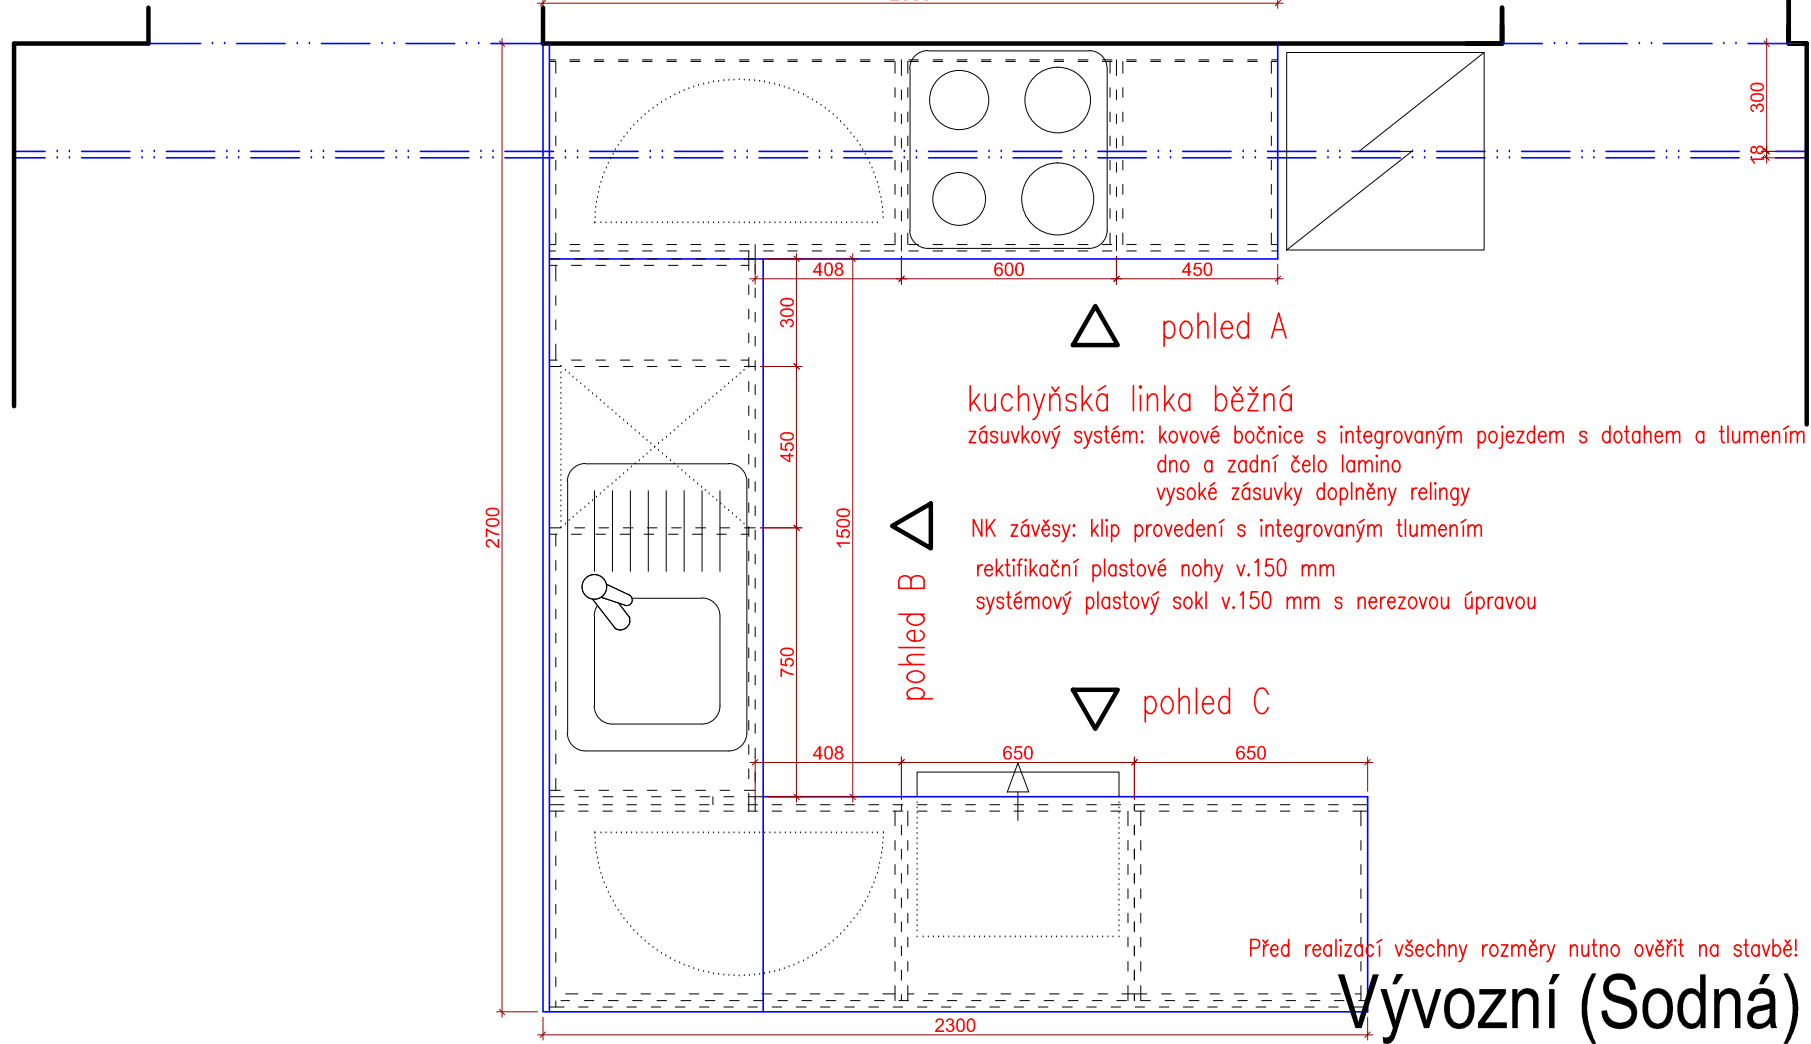 300
18
408
600
450
300
pohled A
kuchyňská linka běžná
zásuvkový systém: kovové bočnice s integrovaným pojezdem s dotahem a tlumením
dno a zadní čelo lamino
vysoké zásuvky doplněny relingy
450
2700
1500
NK závěsy: klip provedení s integrovaným tlumením
rektifikační plastové nohy v.150 mm
systémový plastový sokl v.150 mm s nerezovou úpravou
pohled B
750
pohled C
408
650
650
Před realizací všechny rozměry nutno ověřit na stavbě!
Vývozní (Sodná)
2300